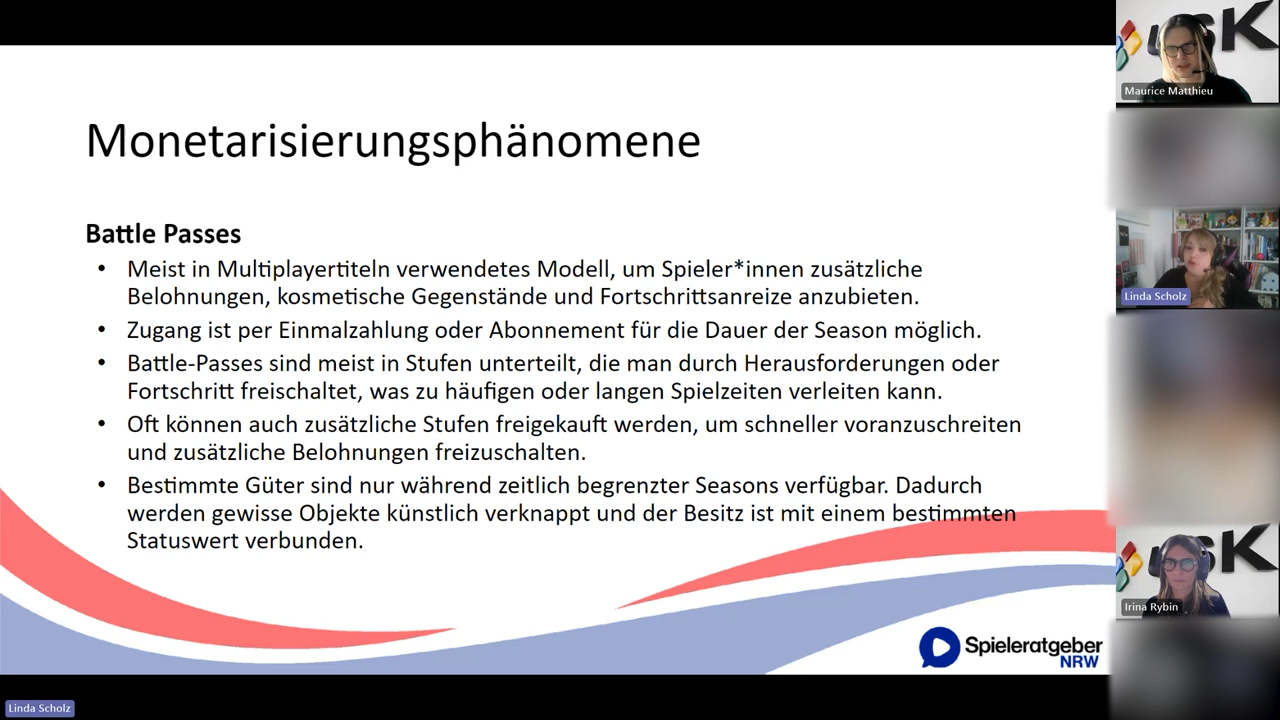 Monetarisierungsphänomene
Battle Passes
• Meist in Multiplayertiteln verwendetes Modell, um Spieler*innen zusätzliche
Belohnungen, kosmetische Gegenstände und Fortschrittsanreize anzubieten.
• Zugang ist per Einmalzahlung oder Abonnement für die Dauer der Season möglich.
• Battle-Passes sind meist in Stufen unterteilt, die man durch Herausforderungen oder
Fortschritt freischaltet, was zu häufigen oder langen Spielzeiten verleiten kann.
• Oft können auch zusätzliche Stufen freigekauft werden, um schneller voranzuschreiten
und zusätzliche Belohnungen freizuschalten.
• Bestimmte Güter sind nur während zeitlich begrenzter Seasons verfügbar. Dadurch
werden gewisse Objekte künstlich verknappt und der Besitz ist mit einem bestimmten
Statuswert verbunden.
Spieleratgeber
NRW
Linda Scholz
Maurice Matthieu
Linda Scholz
Irina Rybin